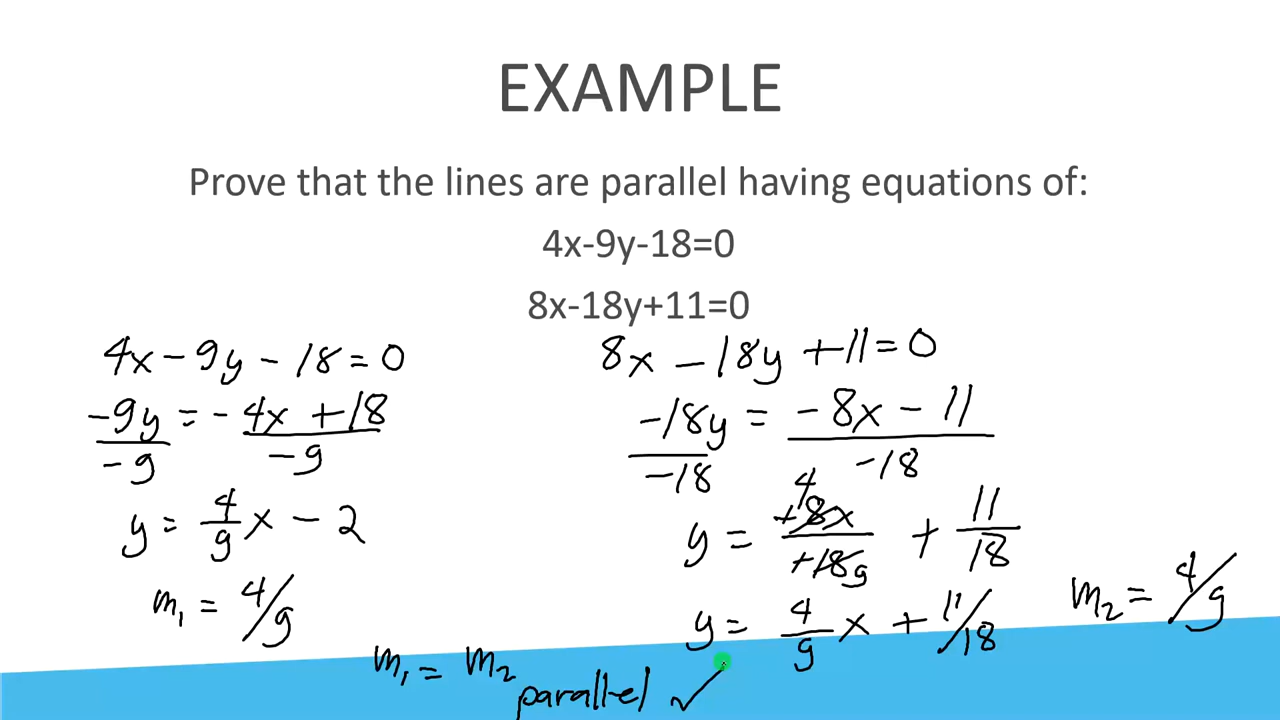 EXAMPLE
Prove that the lines are parallel having equations of:
4x-9y-18=0
8x-18y+11=0
4x - 9y - 18 = 0
-9y = - 4x + 18
-9 -9
y = 4/9 x - 2
m₁ = 4/9
8x - 18y + 11 = 0
-18y = - 8x - 11
-18 -18
4
y = +8x/+18 9 + 11/18
y = 4/9 x + 11/18
m₂ = 4/9
m₁ = m₂
parallel ✓